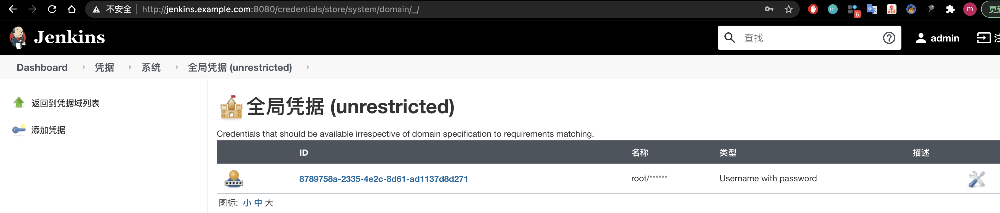 不安全 http://jenkins.example.com:8080/credentials/store/system/domain/_/ m 6 m
Jenkins 查找 admin
Dashboard 凭据 系统 全局凭据 (unrestricted)
返回到凭据域列表
添加凭据
全局凭据 (unrestricted)
Credentials that should be available irrespective of domain specification to requirements matching.
ID 名称 类型 描述
8789758a-2335-4e2c-8d61-ad1137d8d271 root/****** Username with password
图标: 小 中 大